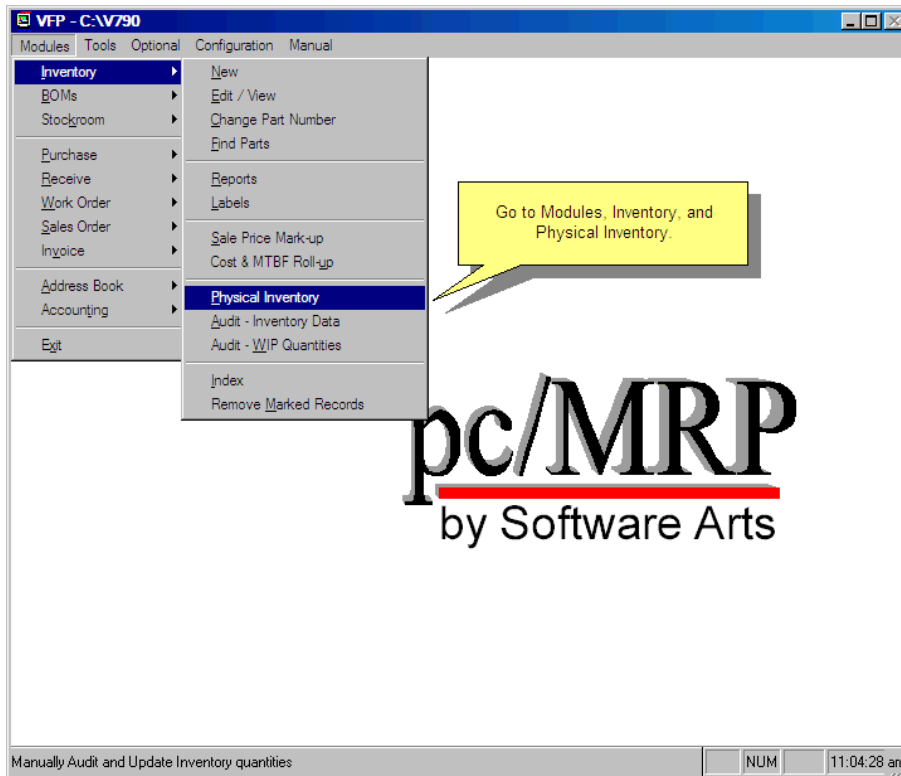 VFP - C:\V790
Modules Tools Optional Configuration Manual
Inventory
BOMs
Stockroom
Purchase
Receive
Work Order
Sales Order
Invoice
Address Book
Accounting
Exit
New
Edit / View
Change Part Number
Find Parts
Reports
Labels
Sale Price Mark-up
Cost & MTBF Roll-up
Physical Inventory
Audit - Inventory Data
Audit - WIP Quantities
Index
Remove Marked Records
Go to Modules, Inventory, and
Physical Inventory.
pc/MRP
by Software Arts
Manually Audit and Update Inventory quantities NUM 11:04:28 am